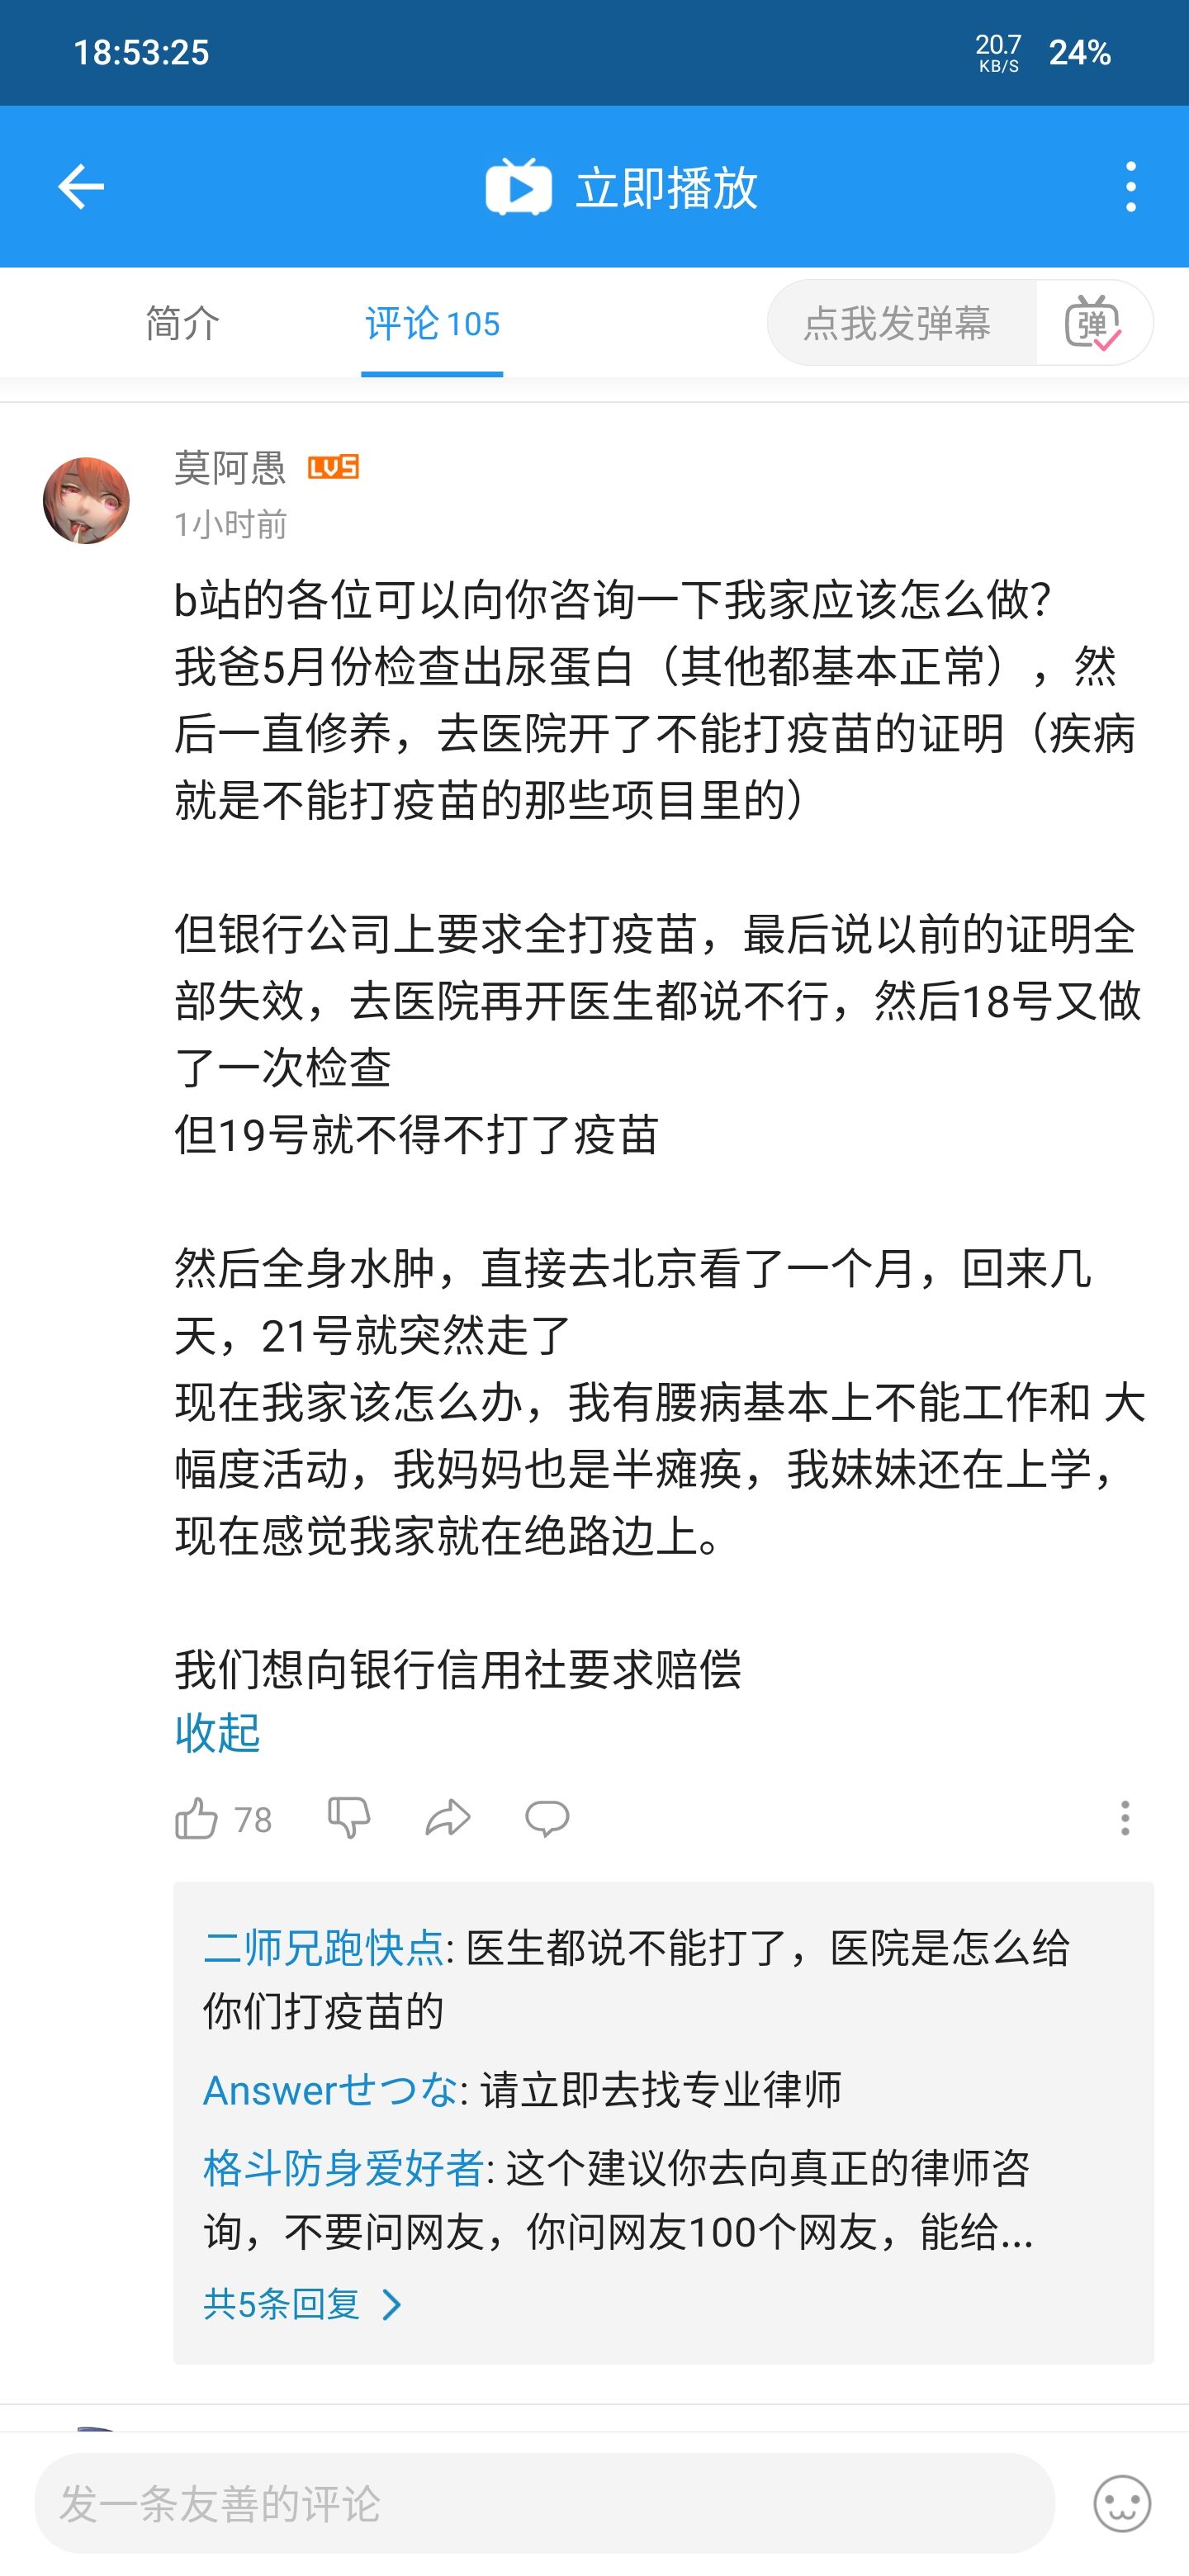 18:53:25
20.7
KB/S
24%
立即播放
简介
评论 105
点我发弹幕
弹
莫阿愚 LV5
1小时前
b站的各位可以向你咨询一下我家应该怎么做?
我爸5月份检查出尿蛋白（其他都基本正常），然
后一直修养，去医院开了不能打疫苗的证明（疾病
就是不能打疫苗的那些项目里的）
但银行公司上要求全打疫苗，最后说以前的证明全
部失效，去医院再开医生都说不行，然后18号又做
了一次检查
但19号就不得不打了疫苗
然后全身水肿，直接去北京看了一个月，回来几
天，21号就突然走了
现在我家该怎么办，我有腰病基本上不能工作和 大
幅度活动，我妈妈也是半瘫痪，我妹妹还在上学，
现在感觉我家就在绝路边上。
我们想向银行信用社要求赔偿
收起
78
二师兄跑快点: 医生都说不能打了，医院是怎么给
你们打疫苗的
Answerせつな: 请立即去找专业律师
格斗防身爱好者: 这个建议你去向真正的律师咨
询，不要问网友，你问网友100个网友，能给...
共5条回复
发一条友善的评论